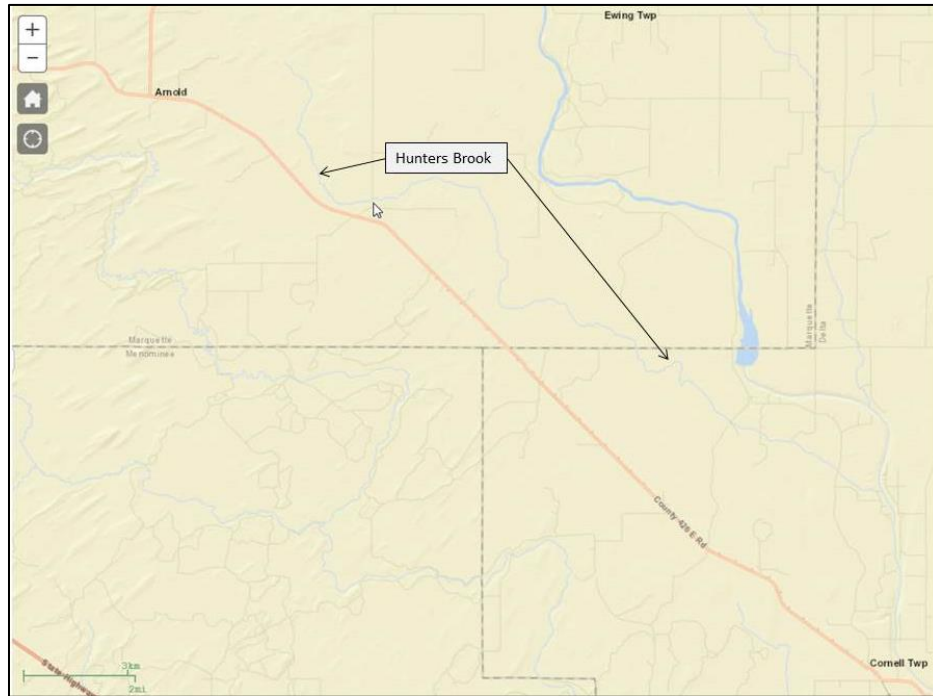 +
Ewing Twp
−
Arnold
Hunters Brook
Marquette
Menominee
Marquette
Delta
County 426 E Rd
Cornell Twp
State Highway
3km
2mi